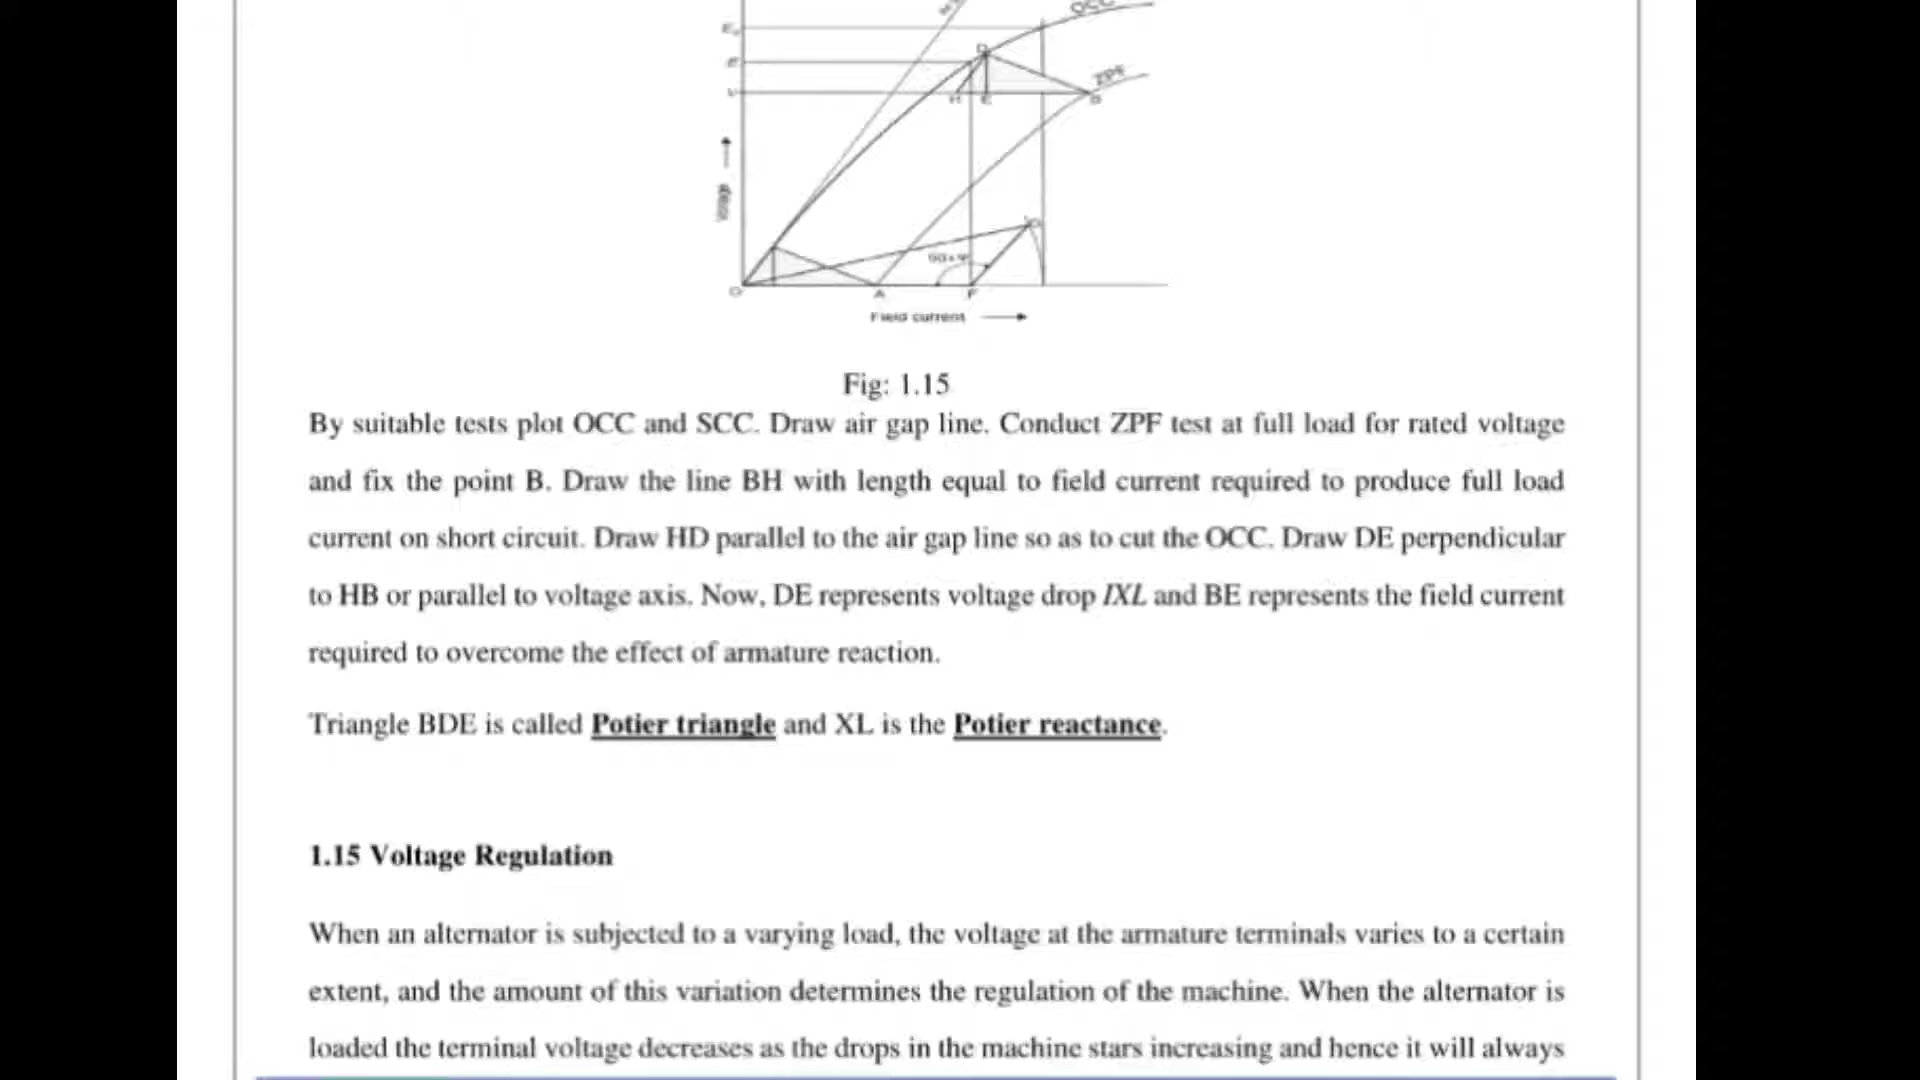 OCC
E
D
V
H
E
B
ZPF
Voltage
90+Ψ
O
A
F
Field current
Fig: 1.15
By suitable tests plot OCC and SCC. Draw air gap line. Conduct ZPF test at full load for rated voltage
and fix the point B. Draw the line BH with length equal to field current required to produce full load
current on short circuit. Draw HD parallel to the air gap line so as to cut the OCC. Draw DE perpendicular
to HB or parallel to voltage axis. Now, DE represents voltage drop IXL and BE represents the field current
required to overcome the effect of armature reaction.
Triangle BDE is called Potier triangle and XL is the Potier reactance.
1.15 Voltage Regulation
When an alternator is subjected to a varying load, the voltage at the armature terminals varies to a certain
extent, and the amount of this variation determines the regulation of the machine. When the alternator is
loaded the terminal voltage decreases as the drops in the machine stars increasing and hence it will always